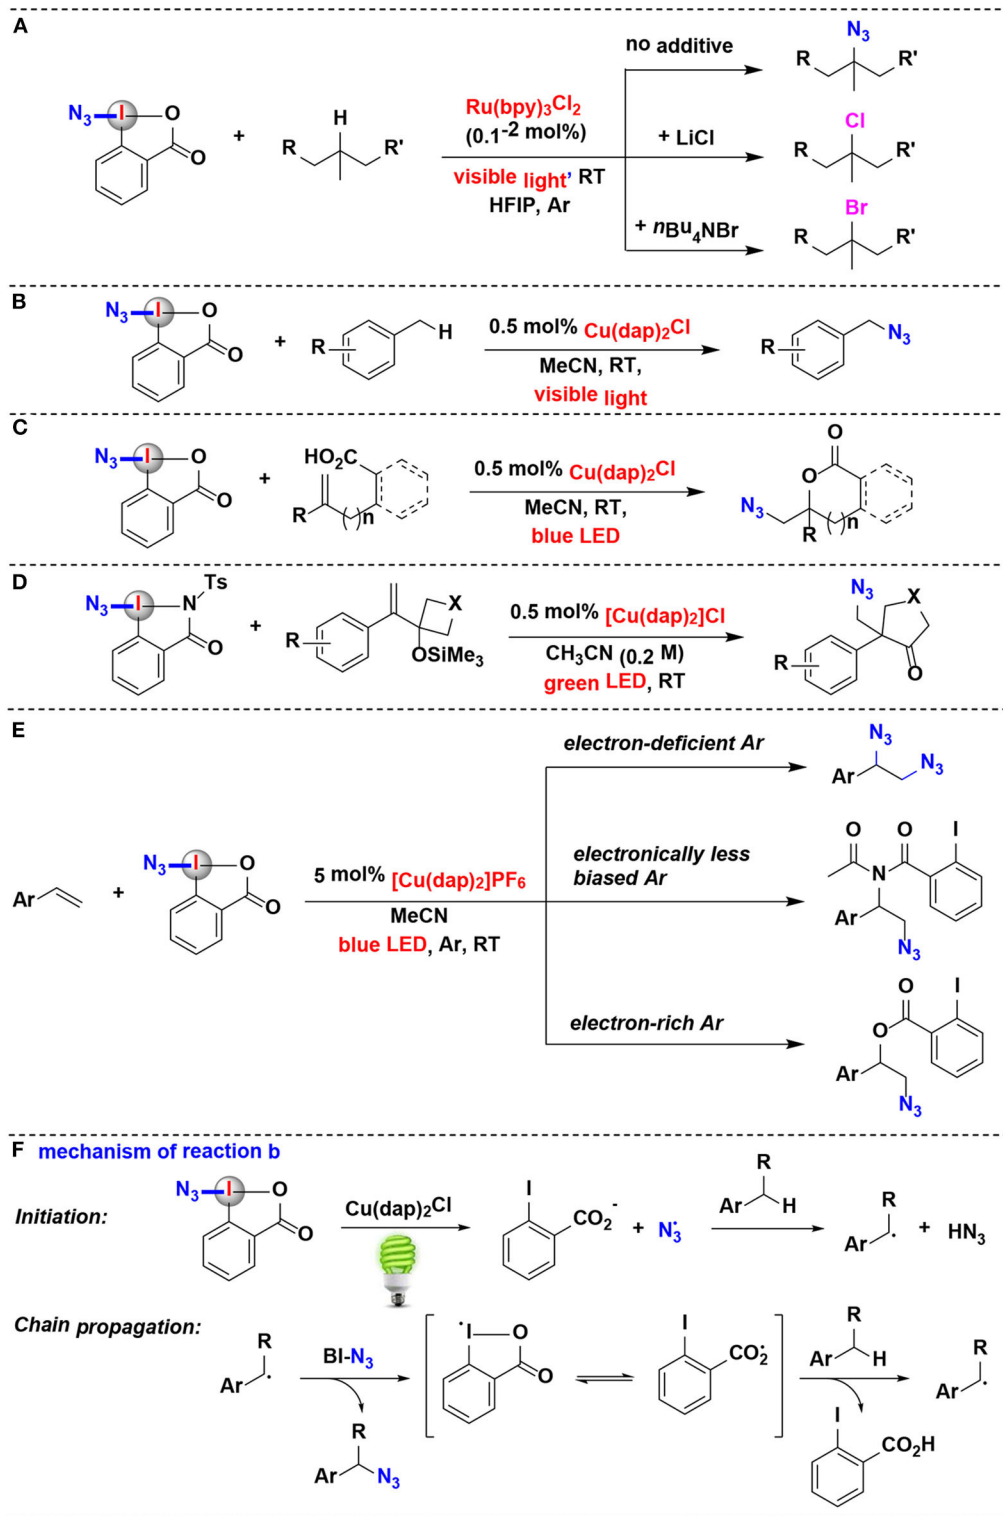 A
N3 I O
O
+
H
R R'
Ru(bpy)3Cl2
(0.1-2 mol%)
visible light, RT
HFIP, Ar
no additive
N3
R R'
+ LiCl
Cl
R R'
+ nBu4NBr
Br
R R'
B
N3 I O
O
+
R H
0.5 mol% Cu(dap)2Cl
MeCN, RT,
visible light
R N3
C
N3 I O
O
+
HO2C
R ( )n
0.5 mol% Cu(dap)2Cl
MeCN, RT,
blue LED
O
O
N3
R ( )n
D
Ts
N3 I N
O
+
R
X
OSiMe3
0.5 mol% [Cu(dap)2]Cl
CH3CN (0.2 M)
green LED, RT
N3 X
R O
E
Ar
+
N3 I O
O
5 mol% [Cu(dap)2]PF6
MeCN
blue LED, Ar, RT
electron-deficient Ar
N3
Ar N3
electronically less
biased Ar
O O I
N
Ar
N3
electron-rich Ar
O I
O
Ar
N3
F mechanism of reaction b
Initiation:
N3 I O
O
Cu(dap)2Cl
I
CO2-
+ N3·
R
Ar H
R
Ar · + HN3
Chain propagation:
R
Ar ·
BI-N3
R
Ar N3
·I O
O
I
CO2·
R
Ar H
I
CO2H
R
Ar ·